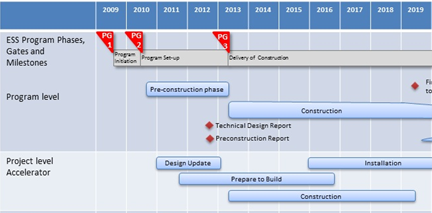 2009 2010 2011 2012 2013 2014 2015 2016 2017 2018 2019
ESS Program Phases,
Gates and
Milestones
PG
1
PG
2
PG
3
Program
Initiation
Program Set-up
Delivery of Construction
Program level
Pre-construction phase
Fi
to
Construction
Technical Design Report
Preconstruction Report
Project level
Accelerator
Design Update
Installation
Prepare to Build
Construction